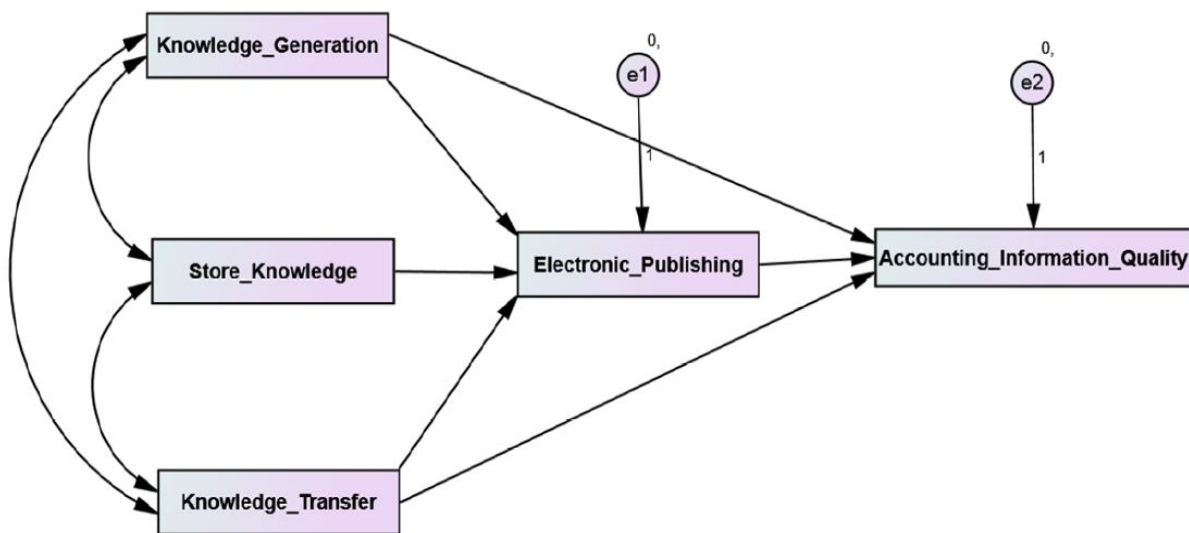 Knowledge_Generation
0,
e1
1
0,
e2
1
Store_Knowledge
Electronic_Publishing
Accounting_Information_Quality
Knowledge_Transfer